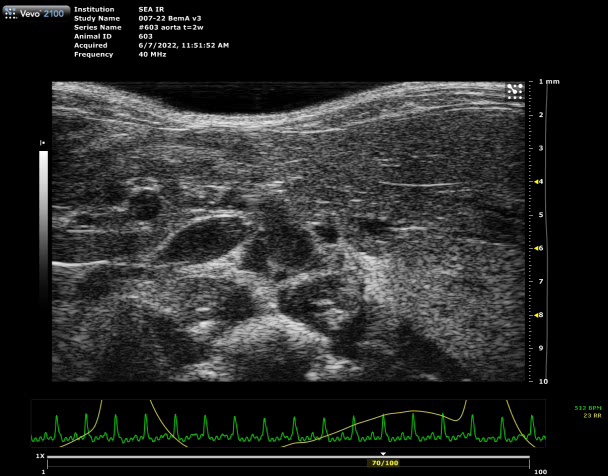 Vevo 2100
Institution SEA IR
Study Name 007-22 BemA v3
Series Name #603 aorta t=2w
Animal ID 603
Acquired 6/7/2022, 11:51:52 AM
Frequency 40 MHz
1 mm
2
3
4
5
6
7
8
9
10
512 BPM
23 RR
1X
70/100
1
100